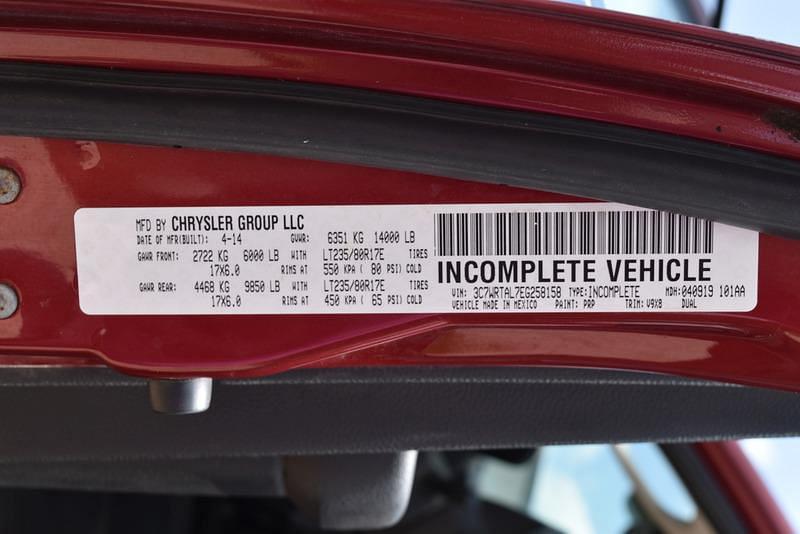 MFD BY CHRYSLER GROUP LLC
DATE OF MFR(BUILT): 4-14 GVWR: 6351 KG 14000 LB
GAWR FRONT: 2722 KG 6000 LB WITH LT235/80R17E TIRES
17X6.0 RIMS AT 550 KPA ( 80 PSI) COLD
GAWR REAR: 4468 KG 9850 LB WITH LT235/80R17E TIRES
17X6.0 RIMS AT 450 KPA ( 65 PSI) COLD
INCOMPLETE VEHICLE
VIN: 3C7WRTAL7EG258158 TYPE: INCOMPLETE MDH: 040919 101AA
VEHICLE MADE IN MEXICO PAINT: PRP TRIM: V9X8 DUAL